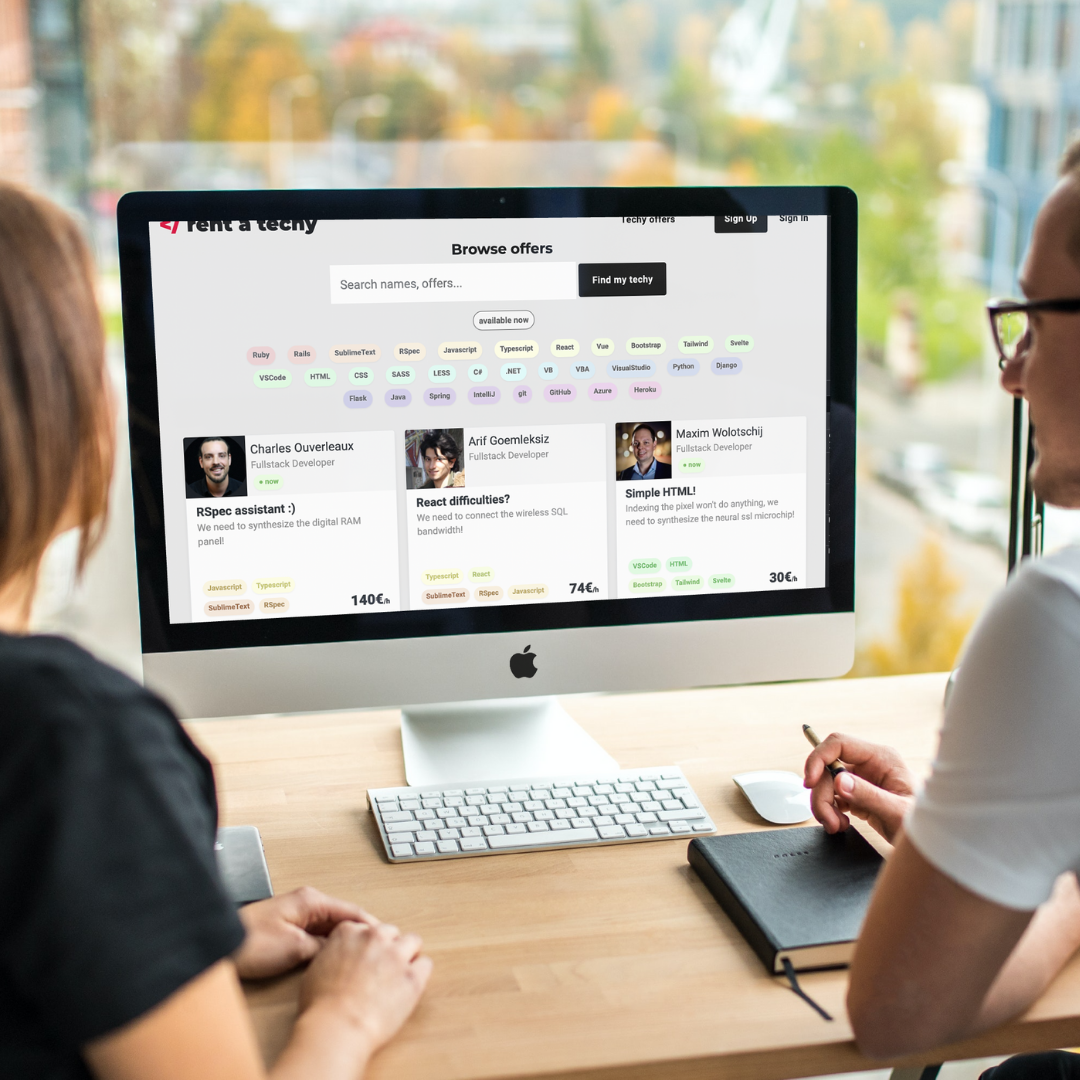 </ rent a techy
Techy offers
Sign Up
Sign In
Browse offers
Search names, offers...
Find my techy
available now
Ruby Rails SublimeText RSpec Javascript Typescript React Vue Bootstrap Tailwind Svelte
VSCode HTML CSS SASS LESS C# .NET VB VBA VisualStudio Python Django
Flask Java Spring IntelliJ git GitHub Azure Heroku
Charles Ouverleaux
Fullstack Developer
now
RSpec assistant :)
We need to synthesize the digital RAM
panel!
Javascript Typescript
SublimeText RSpec
140€/h
Arif Goemleksiz
Fullstack Developer
React difficulties?
We need to connect the wireless SQL
bandwidth!
Typescript React
SublimeText RSpec Javascript
74€/h
Maxim Wolotschij
Fullstack Developer
now
Simple HTML!
Indexing the pixel won't do anything, we
need to synthesize the neural ssl microchip!
VSCode HTML
Bootstrap Tailwind Svelte
30€/h